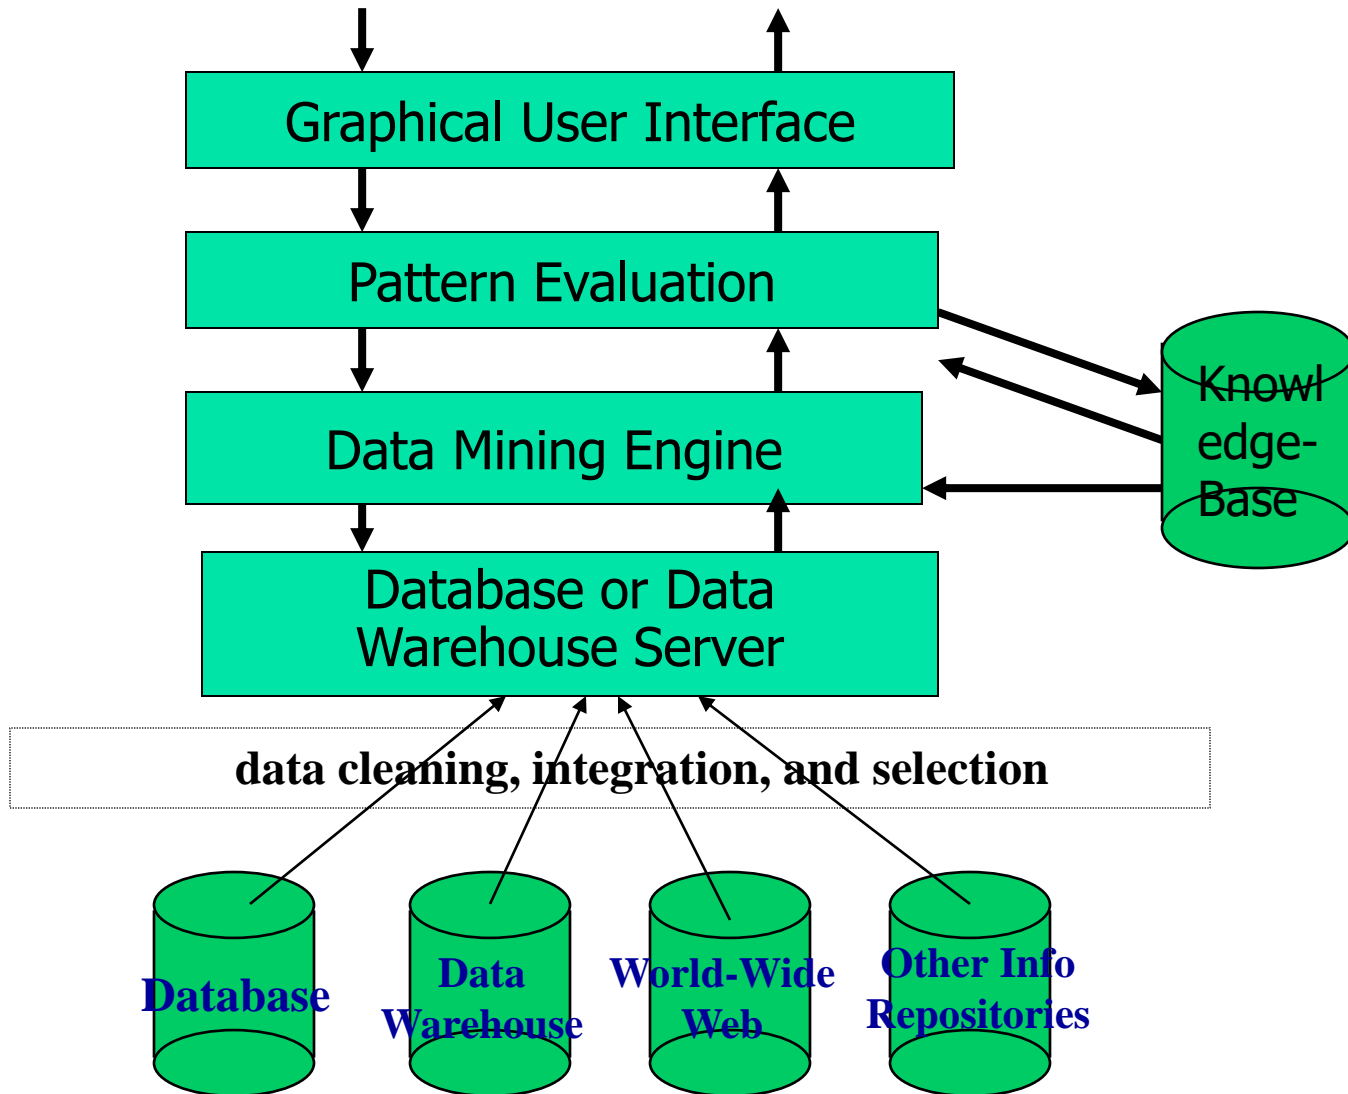 Graphical User Interface
Pattern Evaluation
Knowl
edge-
Base
Data Mining Engine
Database or Data
Warehouse Server
data cleaning, integration, and selection
Database
Data
Warehouse
World-Wide
Web
Other Info
Repositories